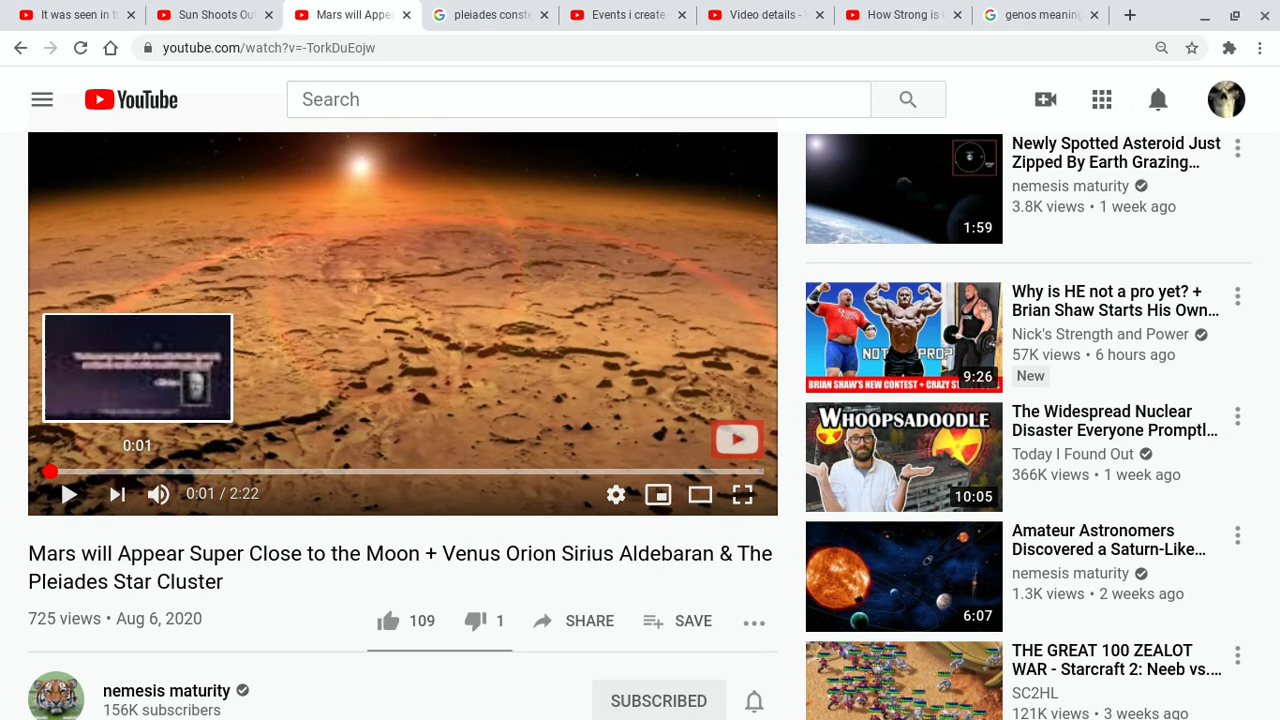 It was seen in t
Sun Shoots Ou
Mars will Appea
pleiades conste
Events i create
Video details - Y
How Strong is
genos meaning
youtube.com/watch?v=-TorkDuEojw
YouTube
Search
0:01
0:01 / 2:22
Mars will Appear Super Close to the Moon + Venus Orion Sirius Aldebaran & The
Pleiades Star Cluster
725 views • Aug 6, 2020
109
1
SHARE
SAVE
nemesis maturity
156K subscribers
SUBSCRIBED
1:59
Newly Spotted Asteroid Just
Zipped By Earth Grazing…
nemesis maturity
3.8K views • 1 week ago
NOT PRO?
BRIAN SHAW'S NEW CONTEST + CRAZY
9:26
Why is HE not a pro yet? +
Brian Shaw Starts His Own…
Nick's Strength and Power
57K views • 6 hours ago
New
WHOOPSADOODLE
10:05
The Widespread Nuclear
Disaster Everyone Promptl…
Today I Found Out
366K views • 1 week ago
6:07
Amateur Astronomers
Discovered a Saturn-Like…
nemesis maturity
1.3K views • 2 weeks ago
THE GREAT 100 ZEALOT
WAR - Starcraft 2: Neeb vs.…
SC2HL
121K views • 3 weeks ago